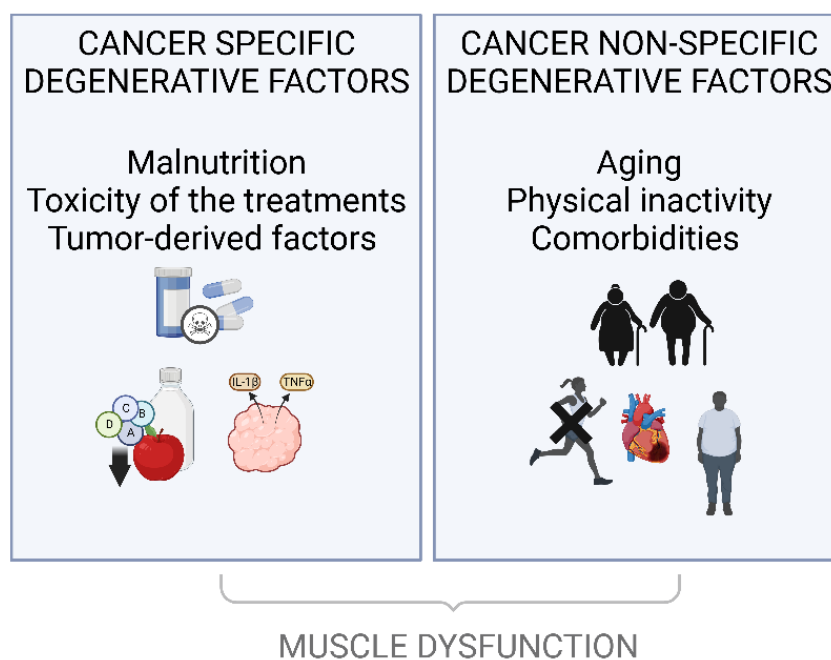 CANCER SPECIFIC
DEGENERATIVE FACTORS
Malnutrition
Toxicity of the treatments
Tumor-derived factors
IL-1β
TNFα
C
B
D
A
CANCER NON-SPECIFIC
DEGENERATIVE FACTORS
Aging
Physical inactivity
Comorbidities
MUSCLE DYSFUNCTION